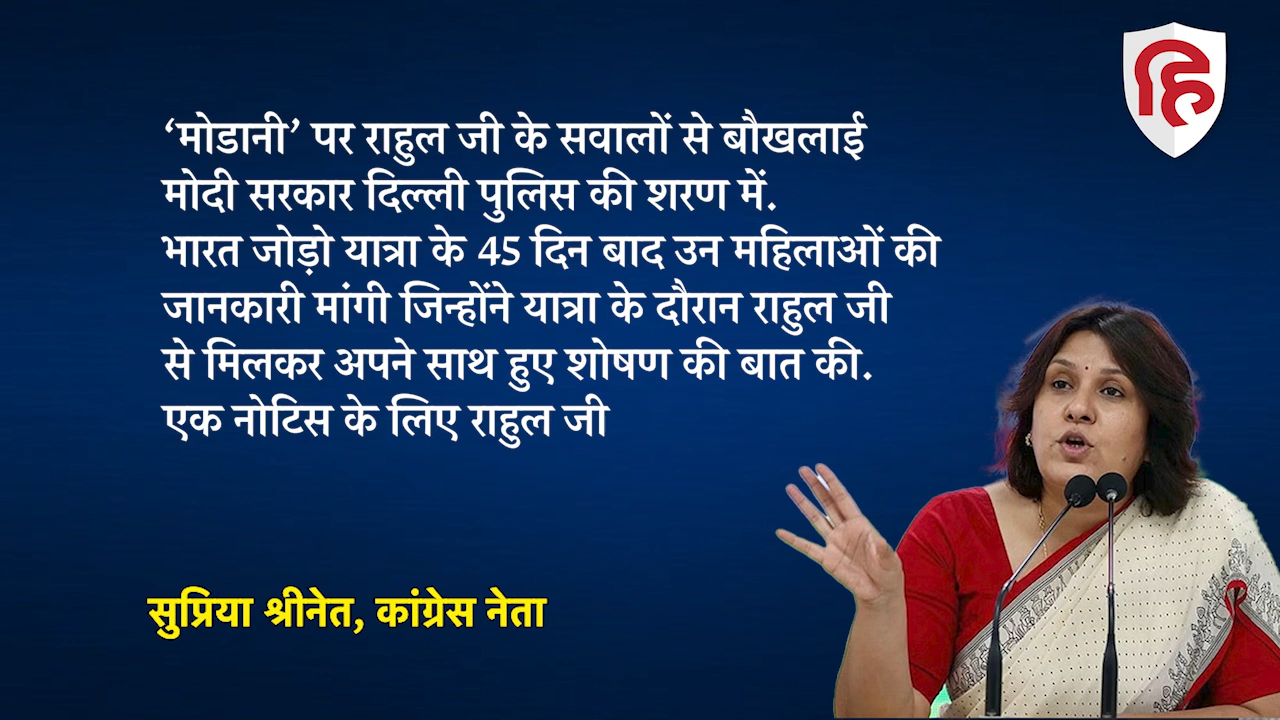 ‘मोडानी’ पर राहुल जी के सवालों से बौखलाई
मोदी सरकार दिल्ली पुलिस की शरण में.
भारत जोड़ो यात्रा के 45 दिन बाद उन महिलाओं की
जानकारी मांगी जिन्होंने यात्रा के दौरान राहुल जी
से मिलकर अपने साथ हुए शोषण की बात की.
एक नोटिस के लिए राहुल जी
सुप्रिया श्रीनेत, कांग्रेस नेता
हि